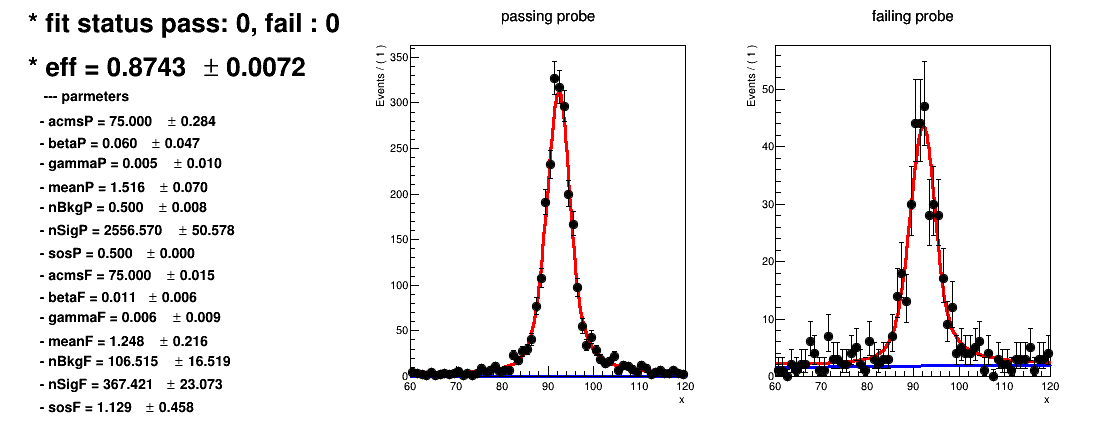 * fit status pass: 0, fail : 0
* eff = 0.8743 ± 0.0072
--- parmeters
- acmsP = 75.000 ± 0.284
- betaP = 0.060 ± 0.047
- gammaP = 0.005 ± 0.010
- meanP = 1.516 ± 0.070
- nBkgP = 0.500 ± 0.008
- nSigP = 2556.570 ± 50.578
- sosP = 0.500 ± 0.000
- acmsF = 75.000 ± 0.015
- betaF = 0.011 ± 0.006
- gammaF = 0.006 ± 0.009
- meanF = 1.248 ± 0.216
- nBkgF = 106.515 ± 16.519
- nSigF = 367.421 ± 23.073
- sosF = 1.129 ± 0.458
passing probe
Events / ( 1 )
350
300
250
200
150
100
50
0
60 70 80 90 100 110 120
x
failing probe
Events / ( 1 )
50
40
30
20
10
0
60 70 80 90 100 110 120
x